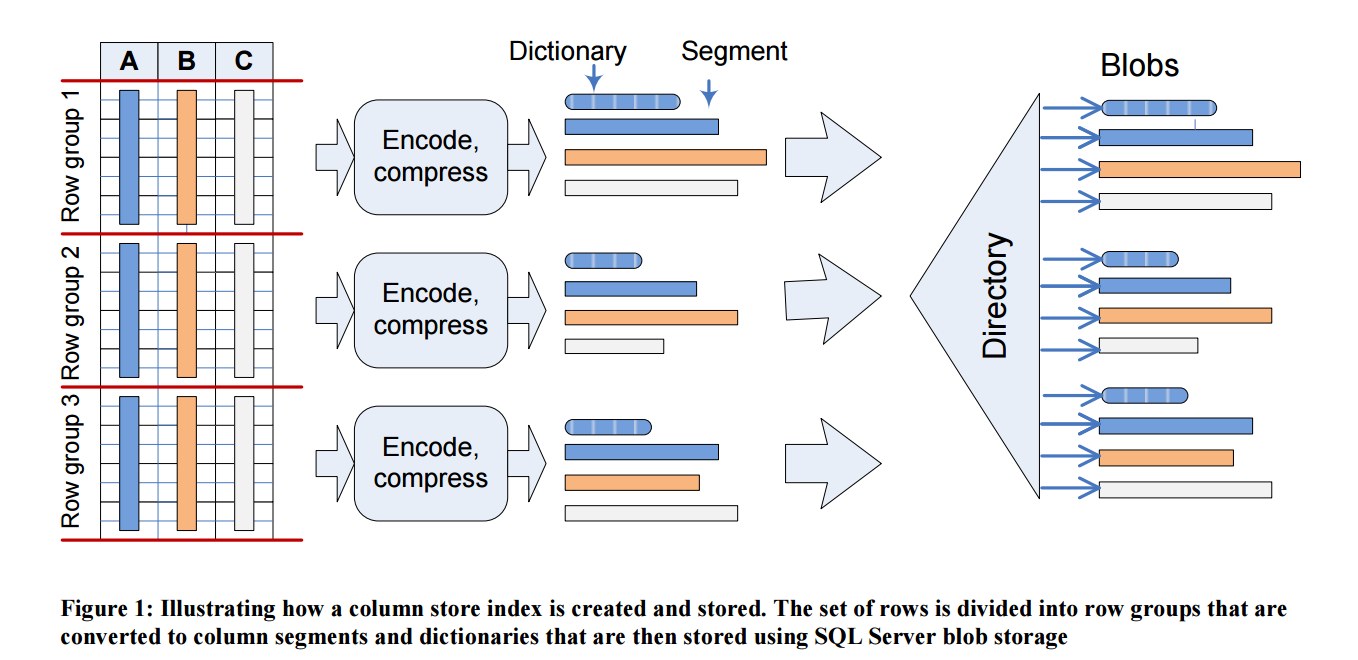 A B C
Row group 1
Row group 2
Row group 3
Encode,
compress
Encode,
compress
Encode,
compress
Dictionary
Segment
Directory
Blobs
Figure 1: Illustrating how a column store index is created and stored. The set of rows is divided into row groups that are
converted to column segments and dictionaries that are then stored using SQL Server blob storage